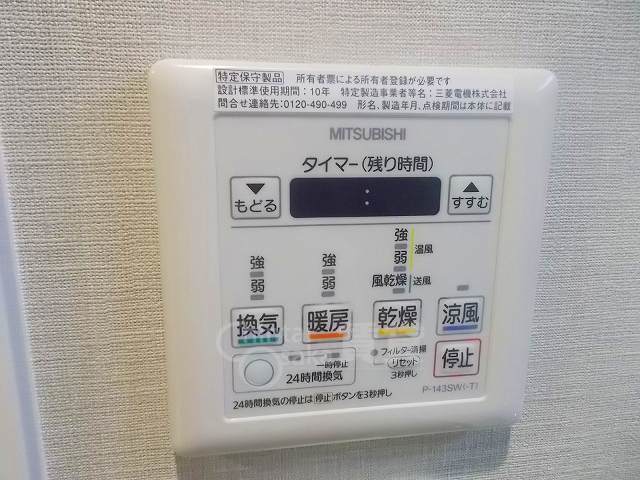 特定保守製品 所有者票による所有者登録が必要です
設計標準使用期間：10年 特定製造事業者等名：三菱電機株式会社
問合せ連絡先：0120-490-499 形名、製造年月、点検期間は本体に記載
MITSUBISHI
タイマー（残り時間）
▼ もどる : ▲ すすむ
強 温風
強 強 弱
弱 弱 風乾燥 送風
換気 暖房 乾燥 涼風
一時停止 フィルター清掃
24時間換気 リセット 停止
3秒押し
P-143SW(-T)
24時間換気の停止は 停止 ボタンを3秒押し